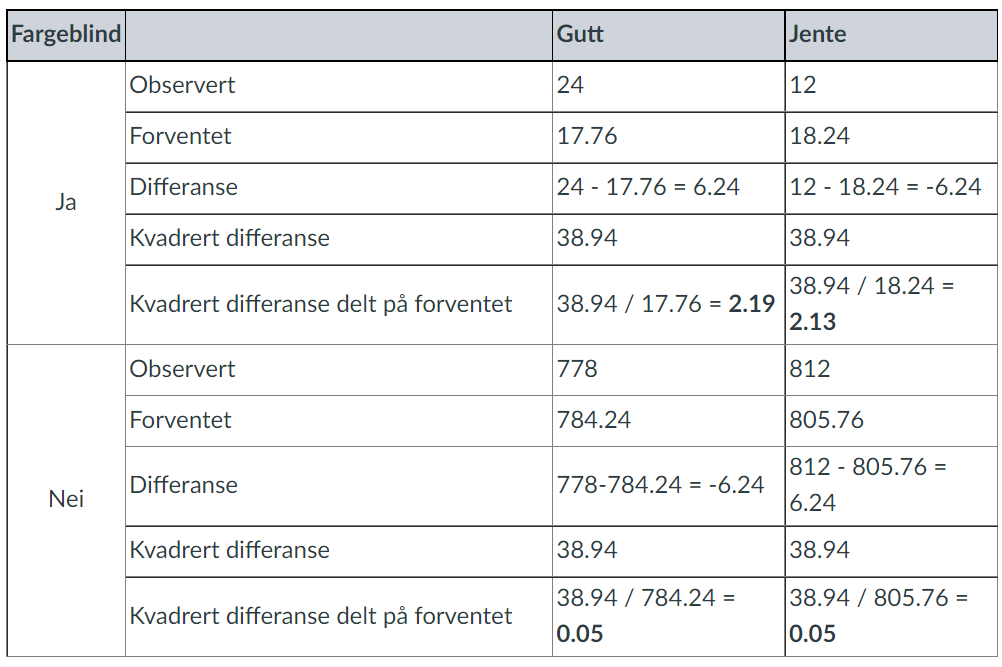 Fargeblind Gutt Jente
Ja
Observert 24 12
Forventet 17.76 18.24
Differanse 24 - 17.76 = 6.24 12 - 18.24 = -6.24
Kvadrert differanse 38.94 38.94
Kvadrert differanse delt på forventet 38.94 / 17.76 = 2.19 38.94 / 18.24 =
2.13
Nei
Observert 778 812
Forventet 784.24 805.76
Differanse 778-784.24 = -6.24 812 - 805.76 =
6.24
Kvadrert differanse 38.94 38.94
Kvadrert differanse delt på forventet 38.94 / 784.24 =
0.05
38.94 / 805.76 =
0.05